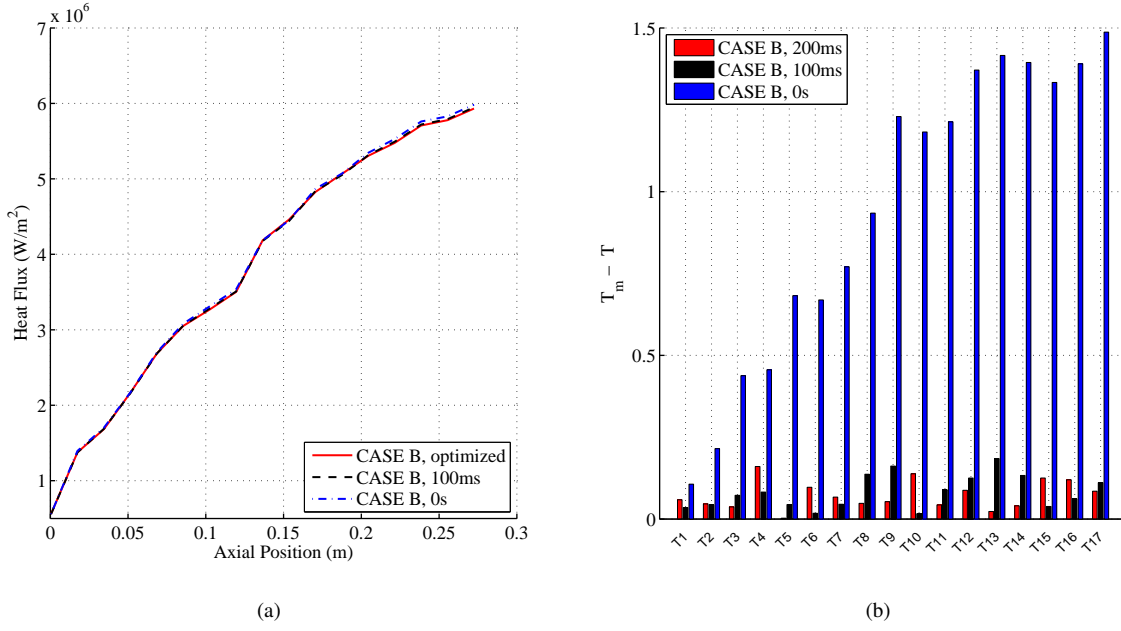 x 10^6
7
6
5
4
3
2
1
Heat Flux (W/m^2)
0
0.05
0.1
0.15
0.2
0.25
0.3
Axial Position (m)
CASE B, optimized
CASE B, 100ms
CASE B, 0s
(a)
1.5
1
0.5
0
T_m − T
CASE B, 200ms
CASE B, 100ms
CASE B, 0s
T1
T2
T3
T4
T5
T6
T7
T8
T9
T10
T11
T12
T13
T14
T15
T16
T17
(b)